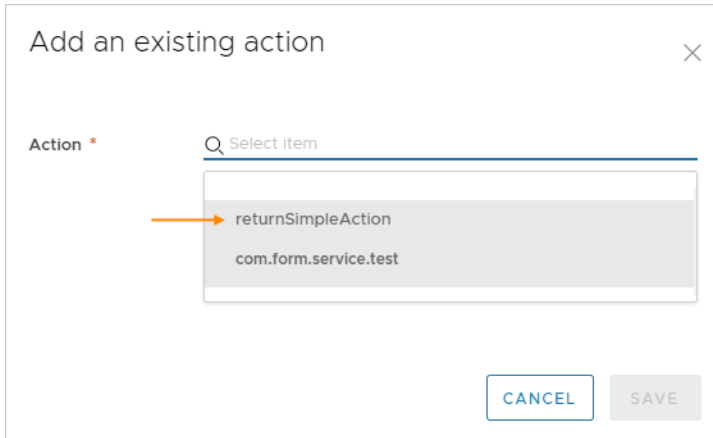 Add an existing action
Action *
Select item
returnSimpleAction
com.form.service.test
CANCEL
SAVE